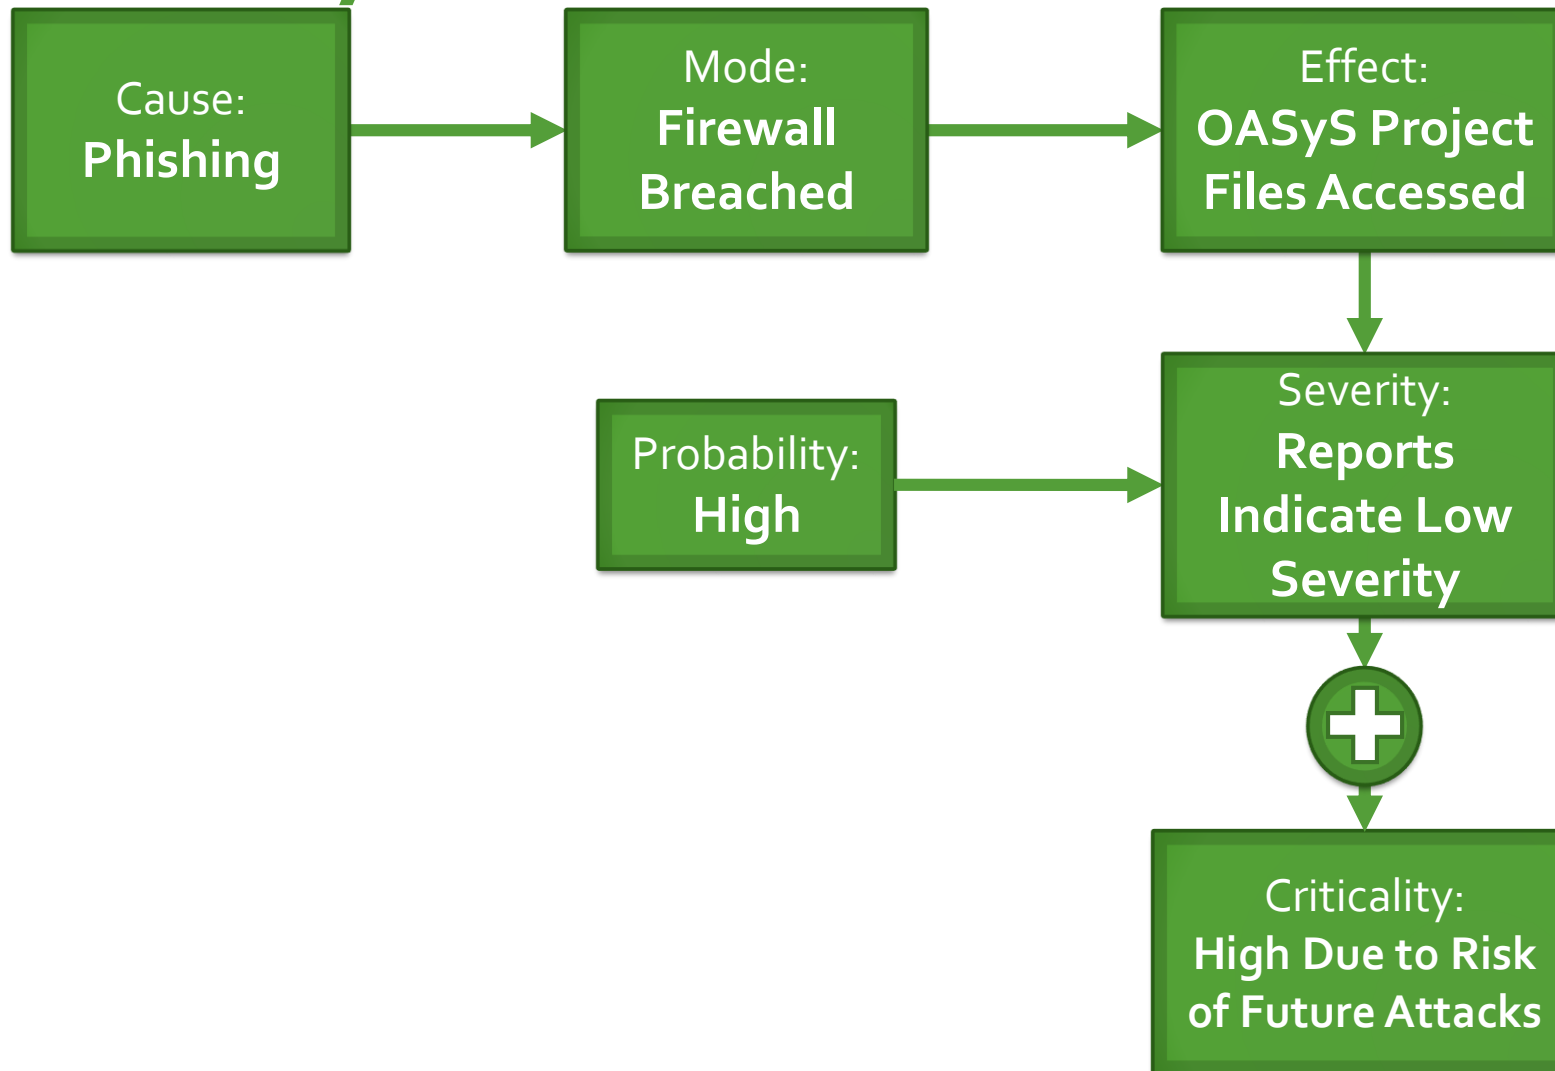 Cause:
Phishing
Mode:
Firewall
Breached
Effect:
OASyS Project
Files Accessed
Probability:
High
Severity:
Reports
Indicate Low
Severity
Criticality:
High Due to Risk
of Future Attacks